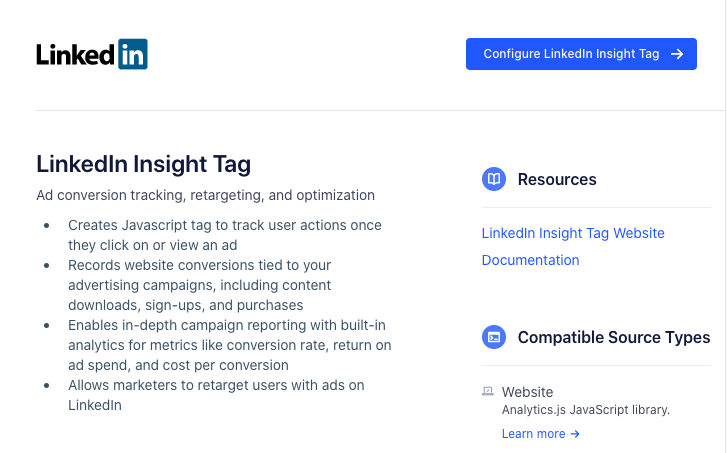 Linked in
Configure LinkedIn Insight Tag →
LinkedIn Insight Tag
Ad conversion tracking, retargeting, and optimization
• Creates Javascript tag to track user actions once
they click on or view an ad
• Records website conversions tied to your
advertising campaigns, including content
downloads, sign-ups, and purchases
• Enables in-depth campaign reporting with built-in
analytics for metrics like conversion rate, return on
ad spend, and cost per conversion
• Allows marketers to retarget users with ads on
LinkedIn
Resources
LinkedIn Insight Tag Website
Documentation
Compatible Source Types
Website
Analytics.js JavaScript library.
Learn more →